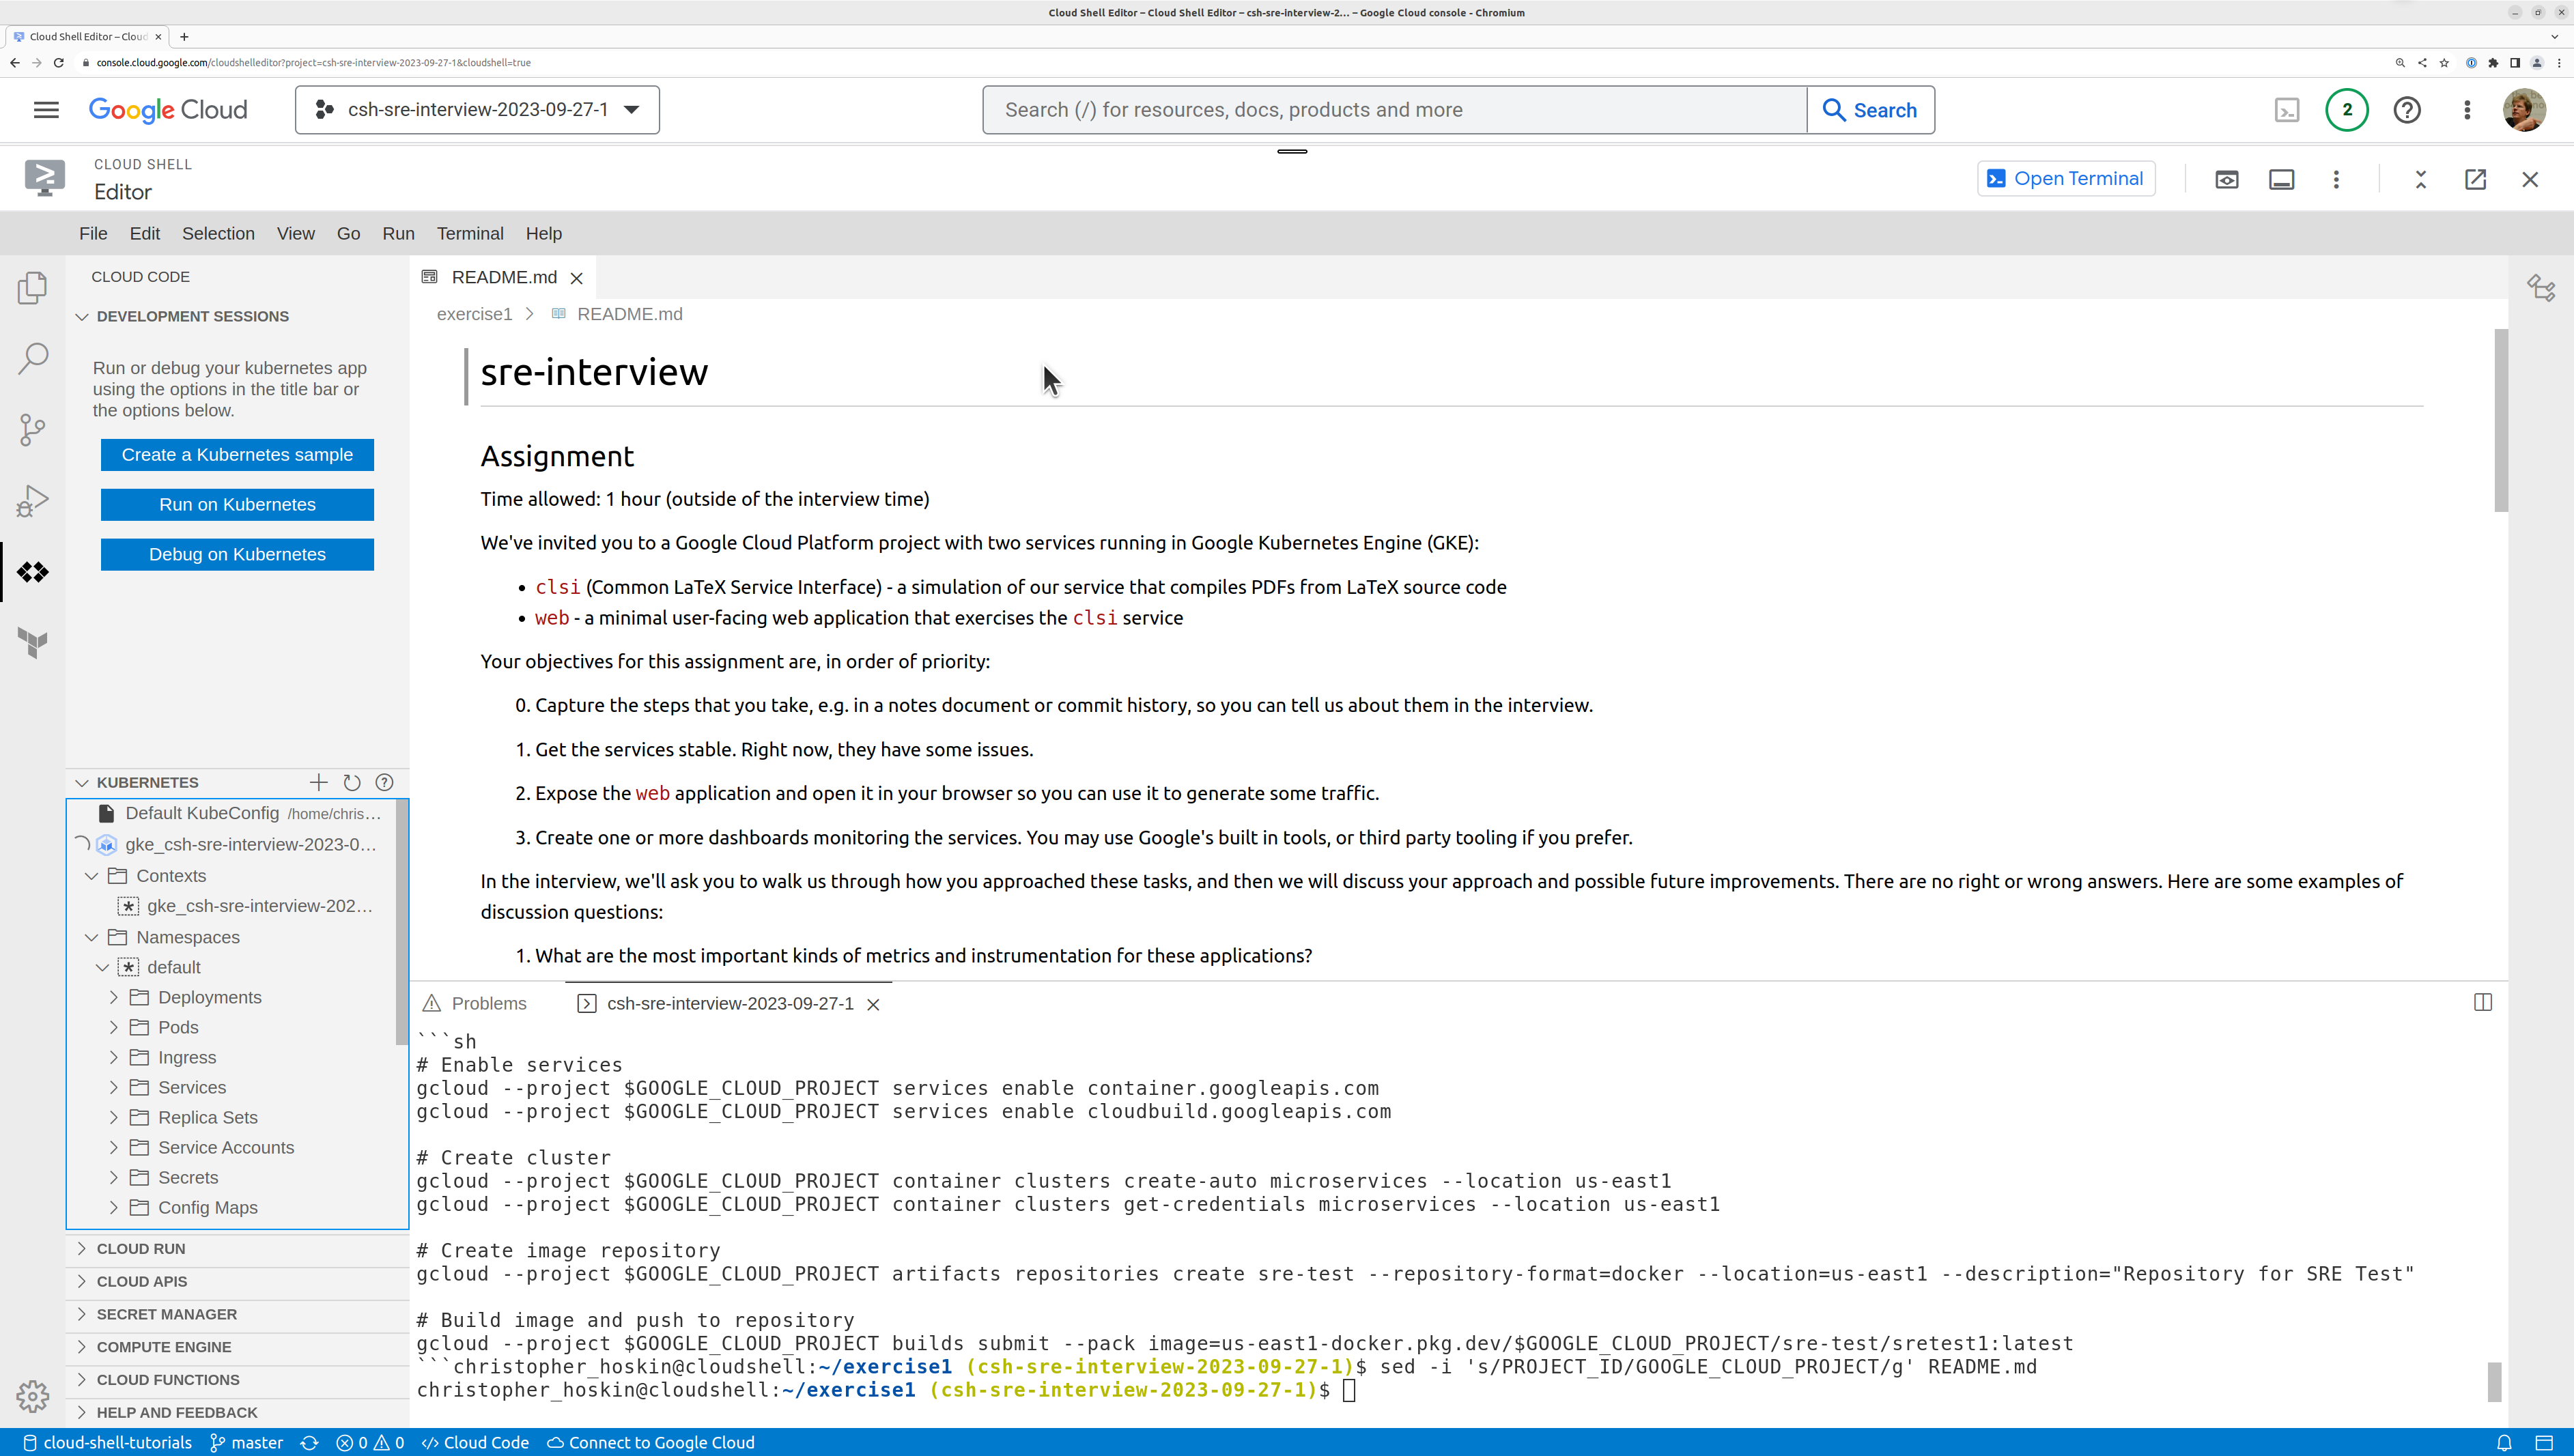 Cloud Shell Editor – Cloud Shell Editor – csh-sre-interview-2... – Google Cloud console - Chromium
Cloud Shell Editor – Cloud
console.cloud.google.com/cloudshelleditor?project=csh-sre-interview-2023-09-27-1&cloudshell=true
Google Cloud
csh-sre-interview-2023-09-27-1
Search (/) for resources, docs, products and more
Search
2
CLOUD SHELL
Editor
Open Terminal
File Edit Selection View Go Run Terminal Help
CLOUD CODE
DEVELOPMENT SESSIONS
Run or debug your kubernetes app
using the options in the title bar or
the options below.
Create a Kubernetes sample
Run on Kubernetes
Debug on Kubernetes
KUBERNETES
Default KubeConfig /home/chris...
gke_csh-sre-interview-2023-0...
Contexts
gke_csh-sre-interview-202...
Namespaces
default
Deployments
Pods
Ingress
Services
Replica Sets
Service Accounts
Secrets
Config Maps
CLOUD RUN
CLOUD APIS
SECRET MANAGER
COMPUTE ENGINE
CLOUD FUNCTIONS
HELP AND FEEDBACK
README.md
exercise1 > README.md
sre-interview
Assignment
Time allowed: 1 hour (outside of the interview time)
We've invited you to a Google Cloud Platform project with two services running in Google Kubernetes Engine (GKE):
• clsi (Common LaTeX Service Interface) - a simulation of our service that compiles PDFs from LaTeX source code
• web - a minimal user-facing web application that exercises the clsi service
Your objectives for this assignment are, in order of priority:
0. Capture the steps that you take, e.g. in a notes document or commit history, so you can tell us about them in the interview.
1. Get the services stable. Right now, they have some issues.
2. Expose the web application and open it in your browser so you can use it to generate some traffic.
3. Create one or more dashboards monitoring the services. You may use Google's built in tools, or third party tooling if you prefer.
In the interview, we'll ask you to walk us through how you approached these tasks, and then we will discuss your approach and possible future improvements. There are no right or wrong answers. Here are some examples of
discussion questions:
1. What are the most important kinds of metrics and instrumentation for these applications?
Problems
csh-sre-interview-2023-09-27-1
```sh
# Enable services
gcloud --project $GOOGLE_CLOUD_PROJECT services enable container.googleapis.com
gcloud --project $GOOGLE_CLOUD_PROJECT services enable cloudbuild.googleapis.com
# Create cluster
gcloud --project $GOOGLE_CLOUD_PROJECT container clusters create-auto microservices --location us-east1
gcloud --project $GOOGLE_CLOUD_PROJECT container clusters get-credentials microservices --location us-east1
# Create image repository
gcloud --project $GOOGLE_CLOUD_PROJECT artifacts repositories create sre-test --repository-format=docker --location=us-east1 --description="Repository for SRE Test"
# Build image and push to repository
gcloud --project $GOOGLE_CLOUD_PROJECT builds submit --pack image=us-east1-docker.pkg.dev/$GOOGLE_CLOUD_PROJECT/sre-test/sretest1:latest
```christopher_hoskin@cloudshell:~/exercise1 (csh-sre-interview-2023-09-27-1)$ sed -i 's/PROJECT_ID/GOOGLE_CLOUD_PROJECT/g' README.md
christopher_hoskin@cloudshell:~/exercise1 (csh-sre-interview-2023-09-27-1)$
cloud-shell-tutorials master 0 0 Cloud Code Connect to Google Cloud